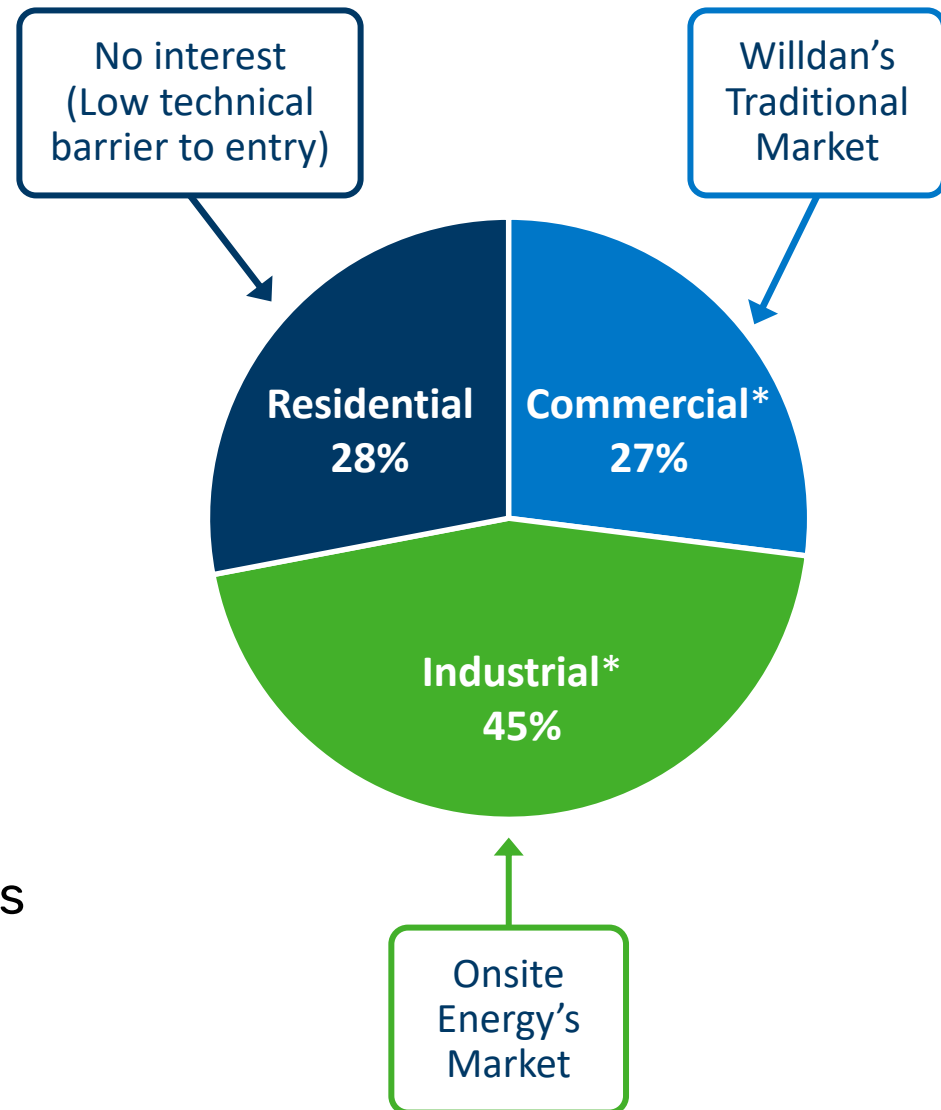 No interest
(Low technical
barrier to entry)
Willdan’s
Traditional
Market
Residential
28%
Commercial*
27%
Industrial*
45%
s
Onsite
Energy’s
Market